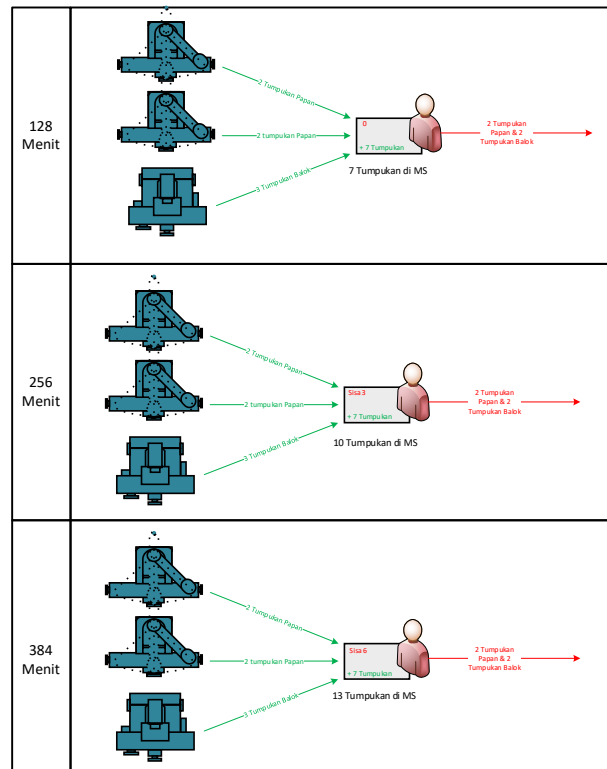 128
Menit
2 Tumpukan Papan
2 tumpukan Papan
3 Tumpukan Balok
0
+ 7 Tumpukan
7 Tumpukan di MS
2 Tumpukan
Papan & 2
Tumpukan Balok
256
Menit
2 Tumpukan Papan
2 tumpukan Papan
3 Tumpukan Balok
Sisa 3
+ 7 Tumpukan
10 Tumpukan di MS
2 Tumpukan
Papan & 2
Tumpukan Balok
384
Menit
2 Tumpukan Papan
2 tumpukan Papan
3 Tumpukan Balok
Sisa 6
+ 7 Tumpukan
13 Tumpukan di MS
2 Tumpukan
Papan & 2
Tumpukan Balok